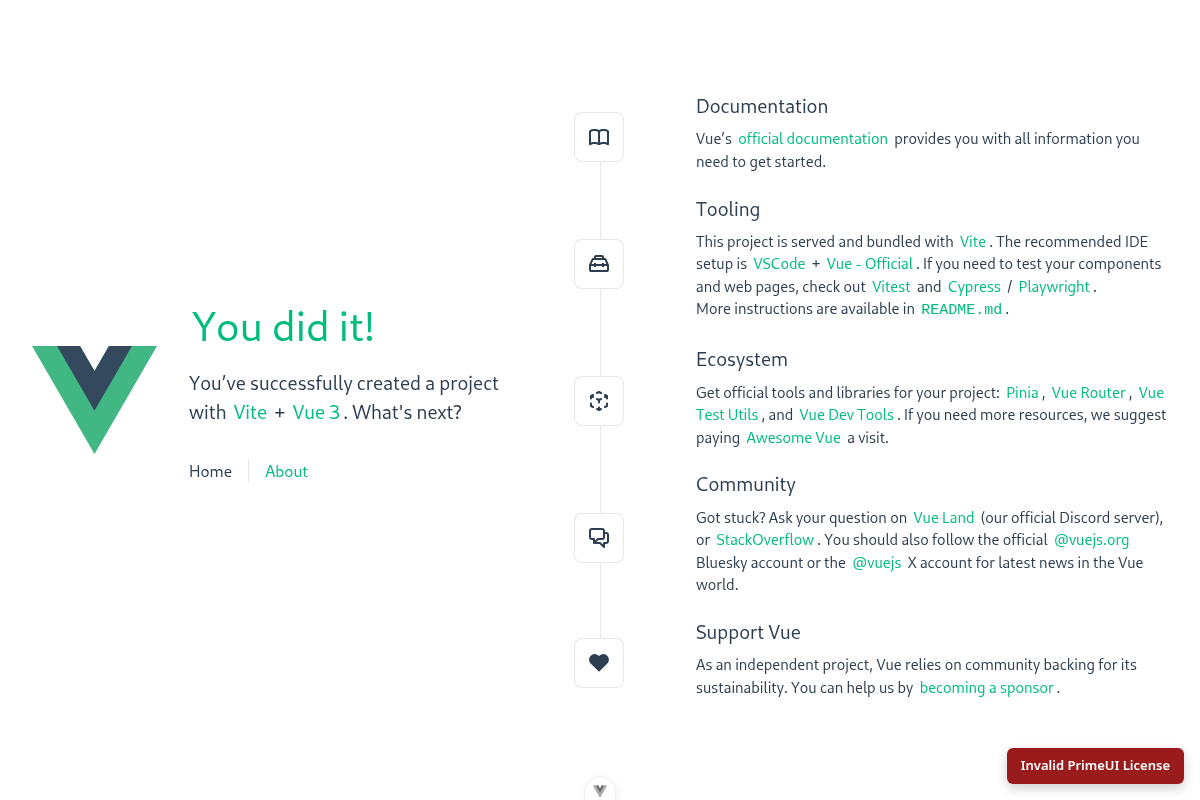 You did it!
You’ve successfully created a project
with Vite + Vue 3. What's next?
Home About
Documentation
Vue’s official documentation provides you with all information you
need to get started.
Tooling
This project is served and bundled with Vite. The recommended IDE
setup is VSCode + Vue - Official. If you need to test your components
and web pages, check out Vitest and Cypress / Playwright.
More instructions are available in README.md.
Ecosystem
Get official tools and libraries for your project: Pinia, Vue Router, Vue
Test Utils, and Vue Dev Tools. If you need more resources, we suggest
paying Awesome Vue a visit.
Community
Got stuck? Ask your question on Vue Land (our official Discord server),
or StackOverflow. You should also follow the official @vuejs.org
Bluesky account or the @vuejs X account for latest news in the Vue
world.
Support Vue
As an independent project, Vue relies on community backing for its
sustainability. You can help us by becoming a sponsor.
Invalid PrimeUI License